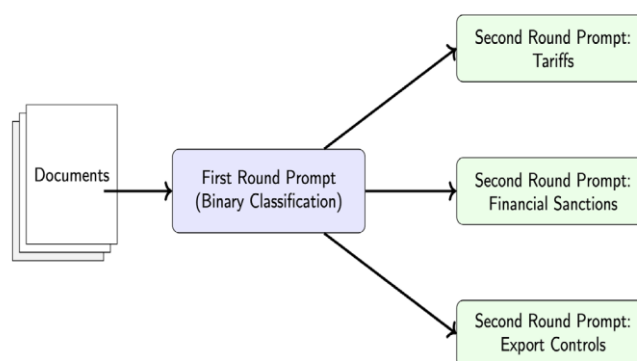 Second Round Prompt:
Tariffs
Documents
First Round Prompt
(Binary Classification)
Second Round Prompt:
Financial Sanctions
Second Round Prompt:
Export Controls